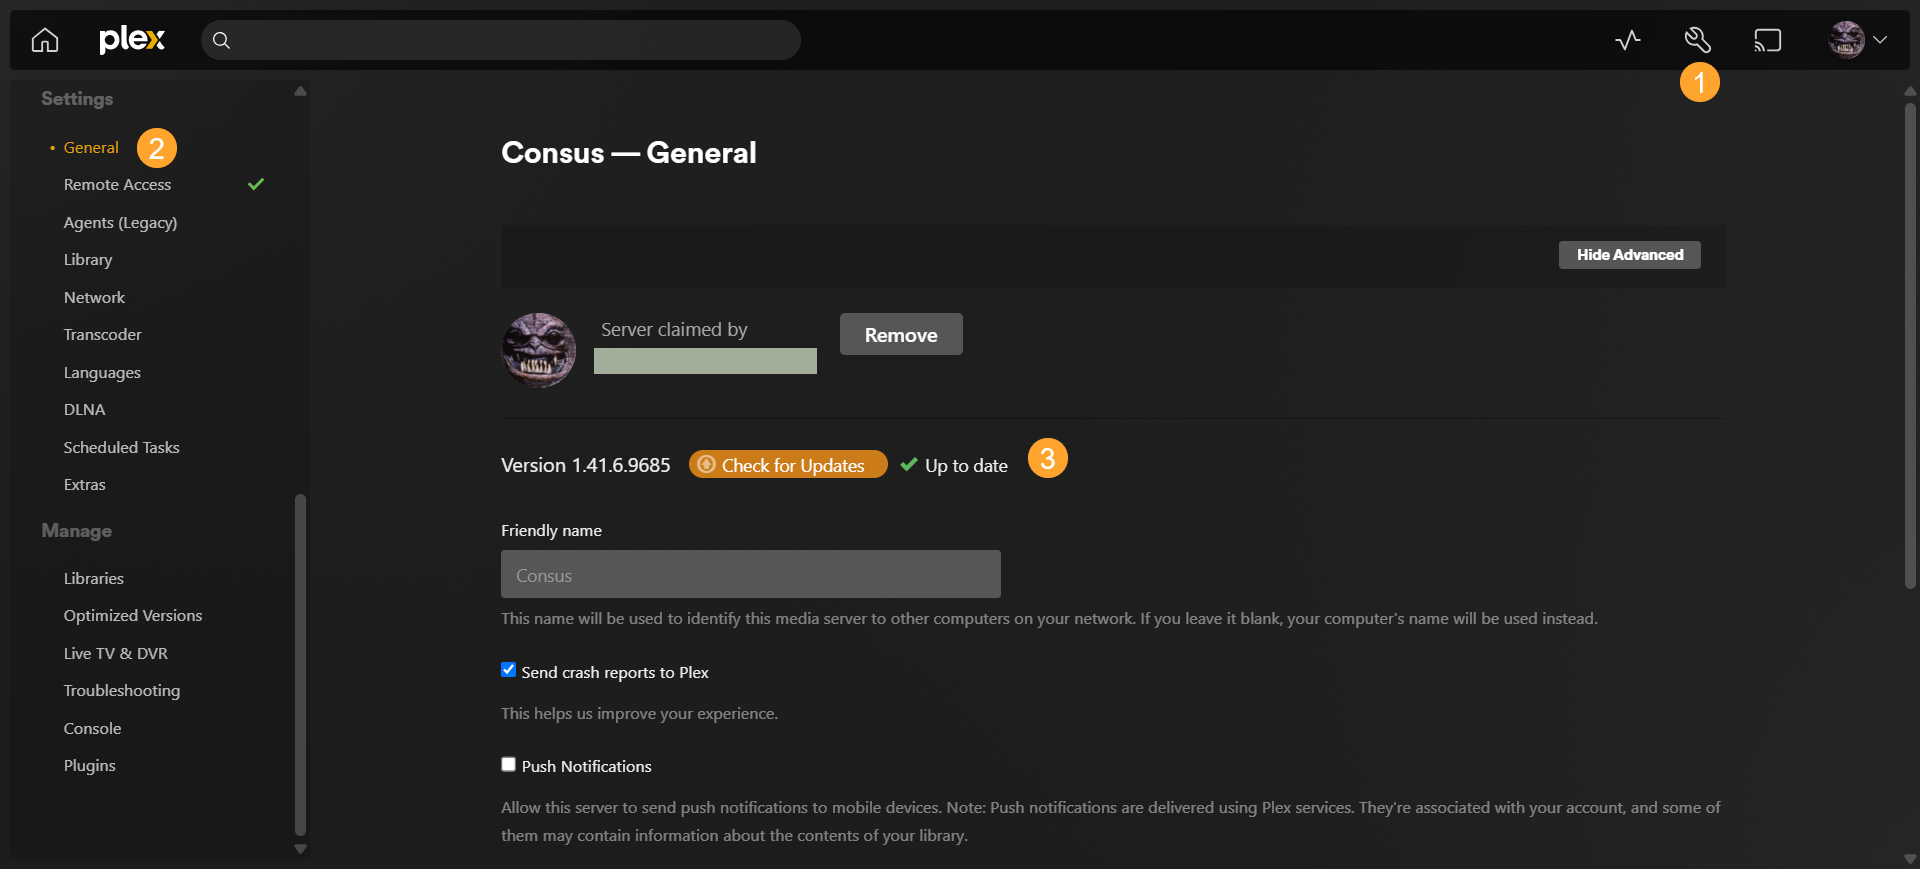 plex
1
Settings
General
2
Remote Access
Agents (Legacy)
Library
Network
Transcoder
Languages
DLNA
Scheduled Tasks
Extras
Manage
Libraries
Optimized Versions
Live TV & DVR
Troubleshooting
Console
Plugins
Consus — General
Hide Advanced
Server claimed by
Remove
Version 1.41.6.9685
Check for Updates
Up to date
3
Friendly name
Consus
This name will be used to identify this media server to other computers on your network. If you leave it blank, your computer's name will be used instead.
Send crash reports to Plex
This helps us improve your experience.
Push Notifications
Allow this server to send push notifications to mobile devices. Note: Push notifications are delivered using Plex services. They're associated with your account, and some of
them may contain information about the contents of your library.